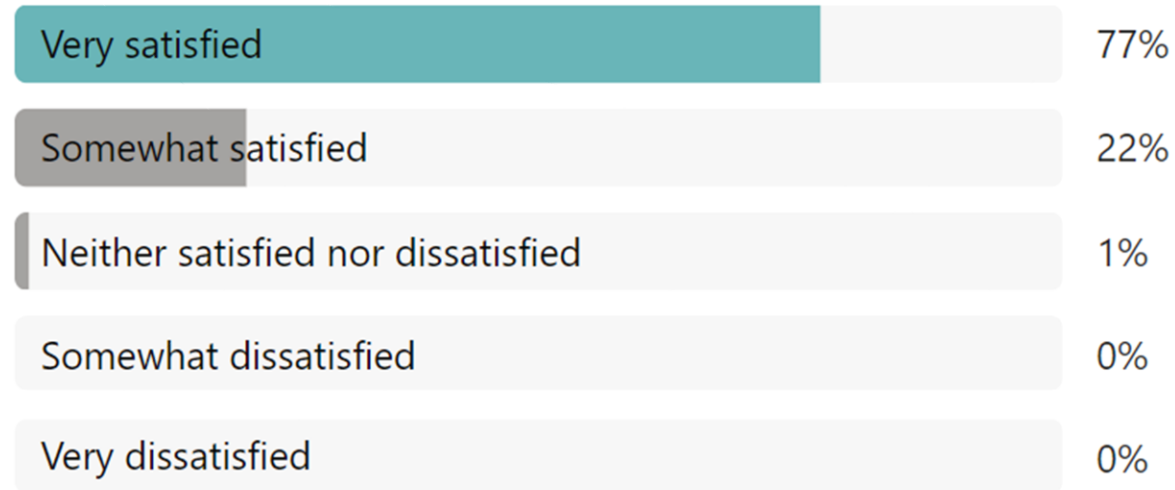 Very satisfied 77%
Somewhat satisfied 22%
Neither satisfied nor dissatisfied 1%
Somewhat dissatisfied 0%
Very dissatisfied 0%